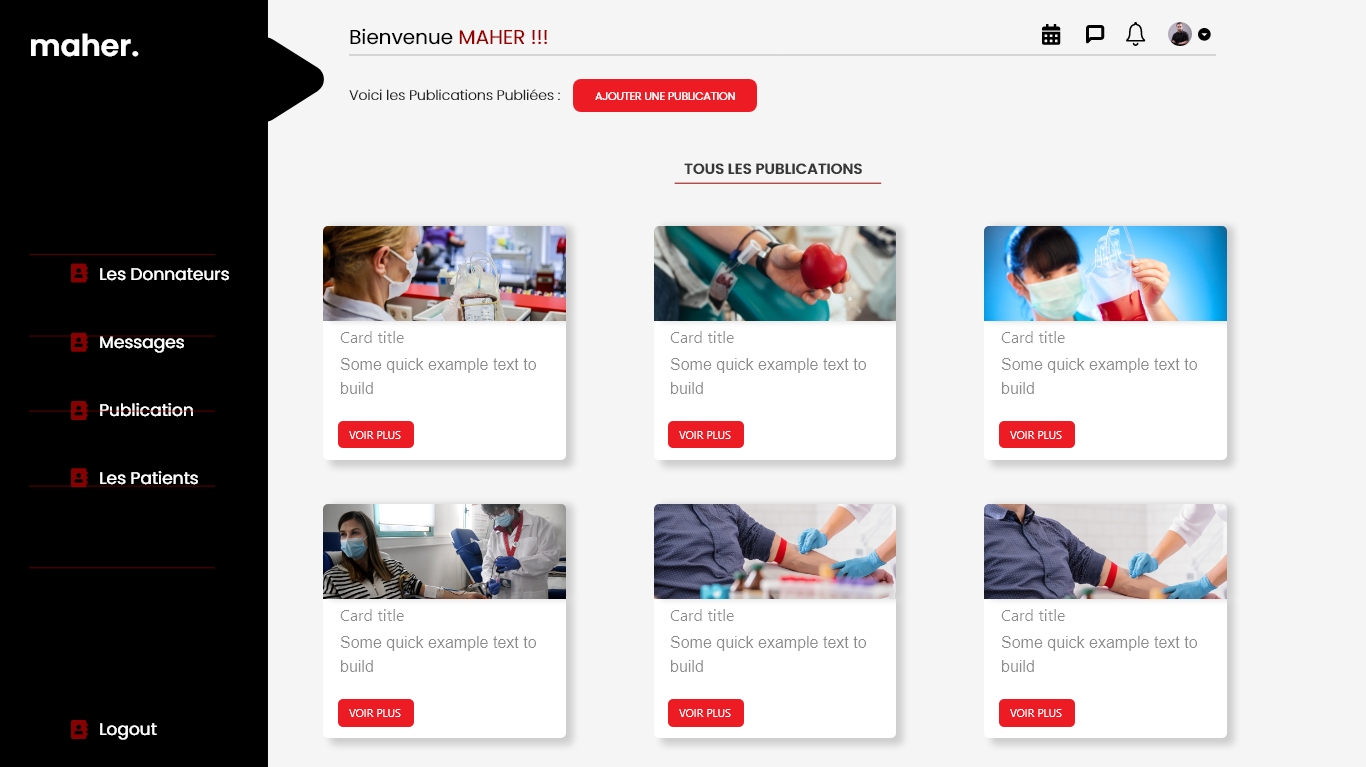 maher.
Bienvenue MAHER !!!
Voici les Publications Publiées : AJOUTER UNE PUBLICATION
TOUS LES PUBLICATIONS
Les Donnateurs
Messages
Publication
Les Patients
Logout
Card title
Some quick example text to
build
VOIR PLUS
Card title
Some quick example text to
build
VOIR PLUS
Card title
Some quick example text to
build
VOIR PLUS
Card title
Some quick example text to
build
VOIR PLUS
Card title
Some quick example text to
build
VOIR PLUS
Card title
Some quick example text to
build
VOIR PLUS